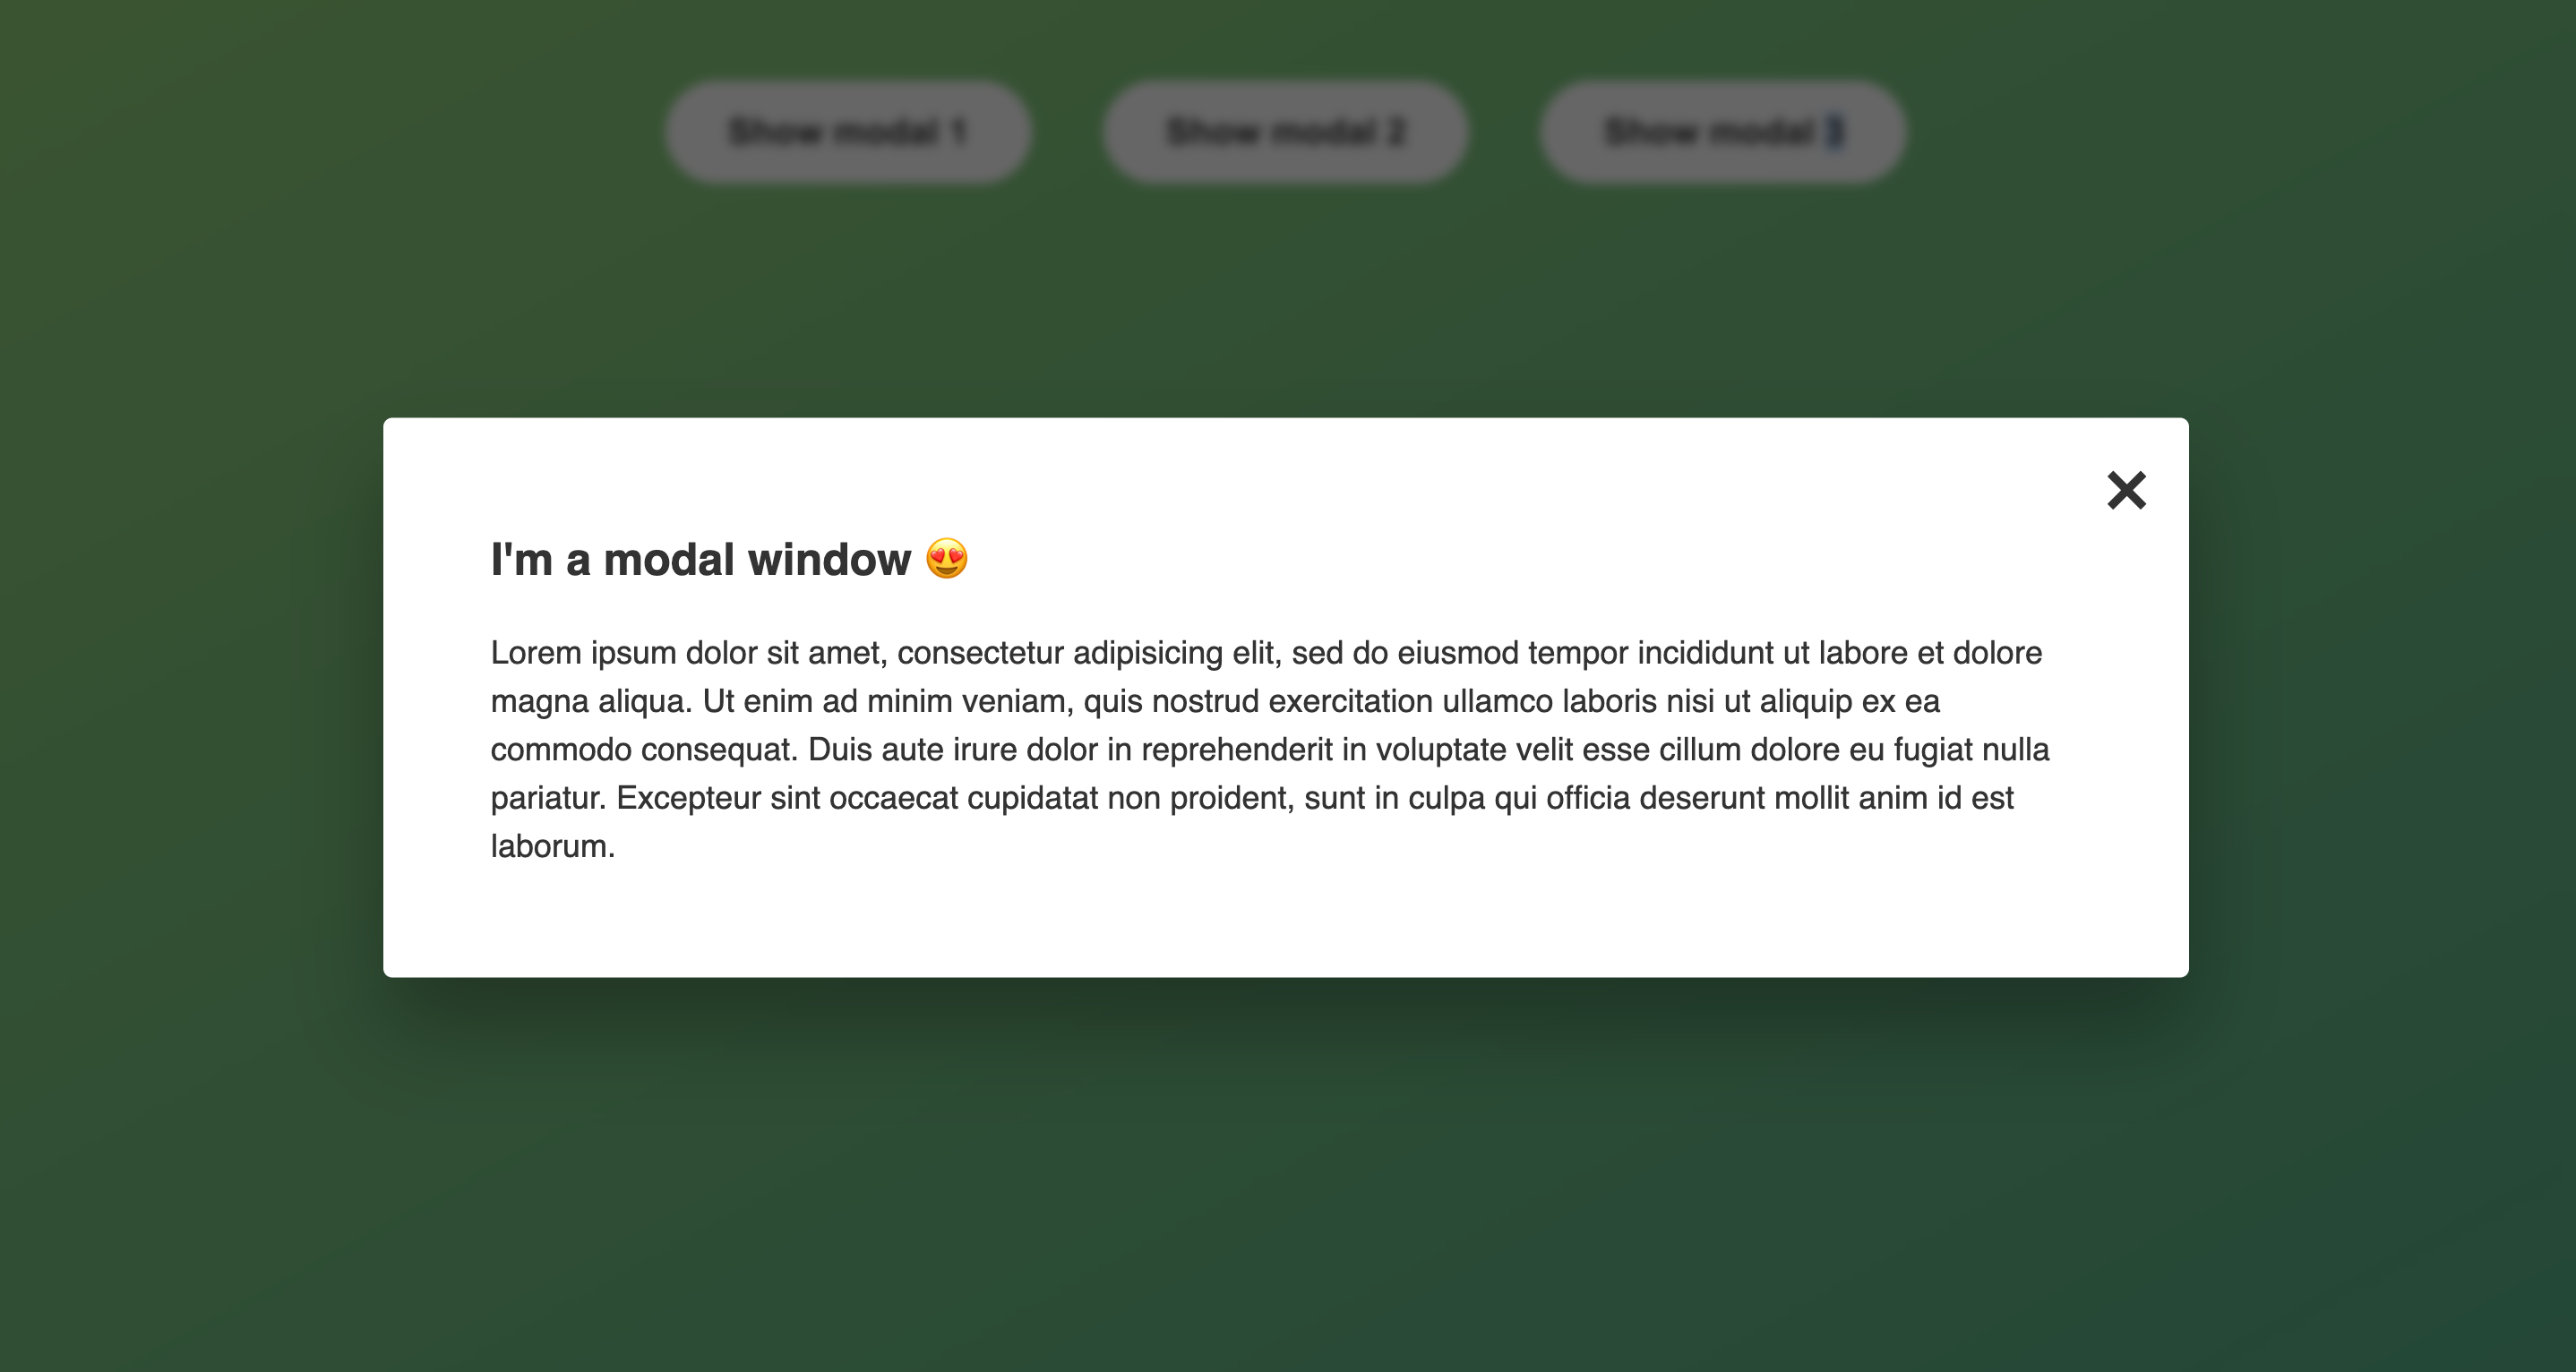 Show modal 1 Show modal 2 Show modal 3
×
I'm a modal window 😍
Lorem ipsum dolor sit amet, consectetur adipisicing elit, sed do eiusmod tempor incididunt ut labore et dolore
magna aliqua. Ut enim ad minim veniam, quis nostrud exercitation ullamco laboris nisi ut aliquip ex ea
commodo consequat. Duis aute irure dolor in reprehenderit in voluptate velit esse cillum dolore eu fugiat nulla
pariatur. Excepteur sint occaecat cupidatat non proident, sunt in culpa qui officia deserunt mollit anim id est
laborum.